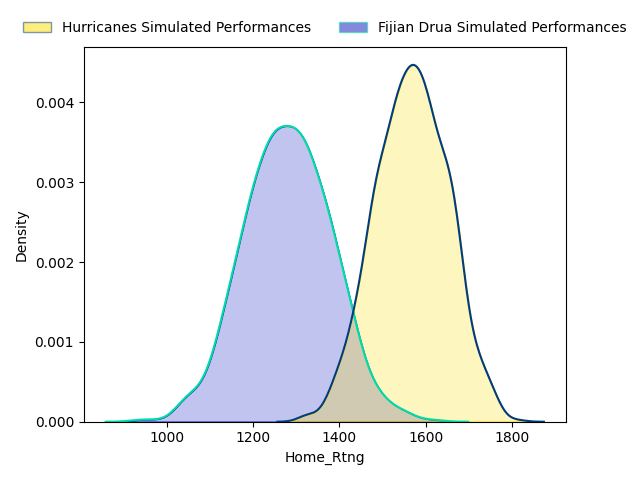 Hurricanes Simulated Performances Fijian Drua Simulated Performances
0.004
0.003
0.002
0.001
0.000
Density
1000 1200 1400 1600 1800
Home_Rtng